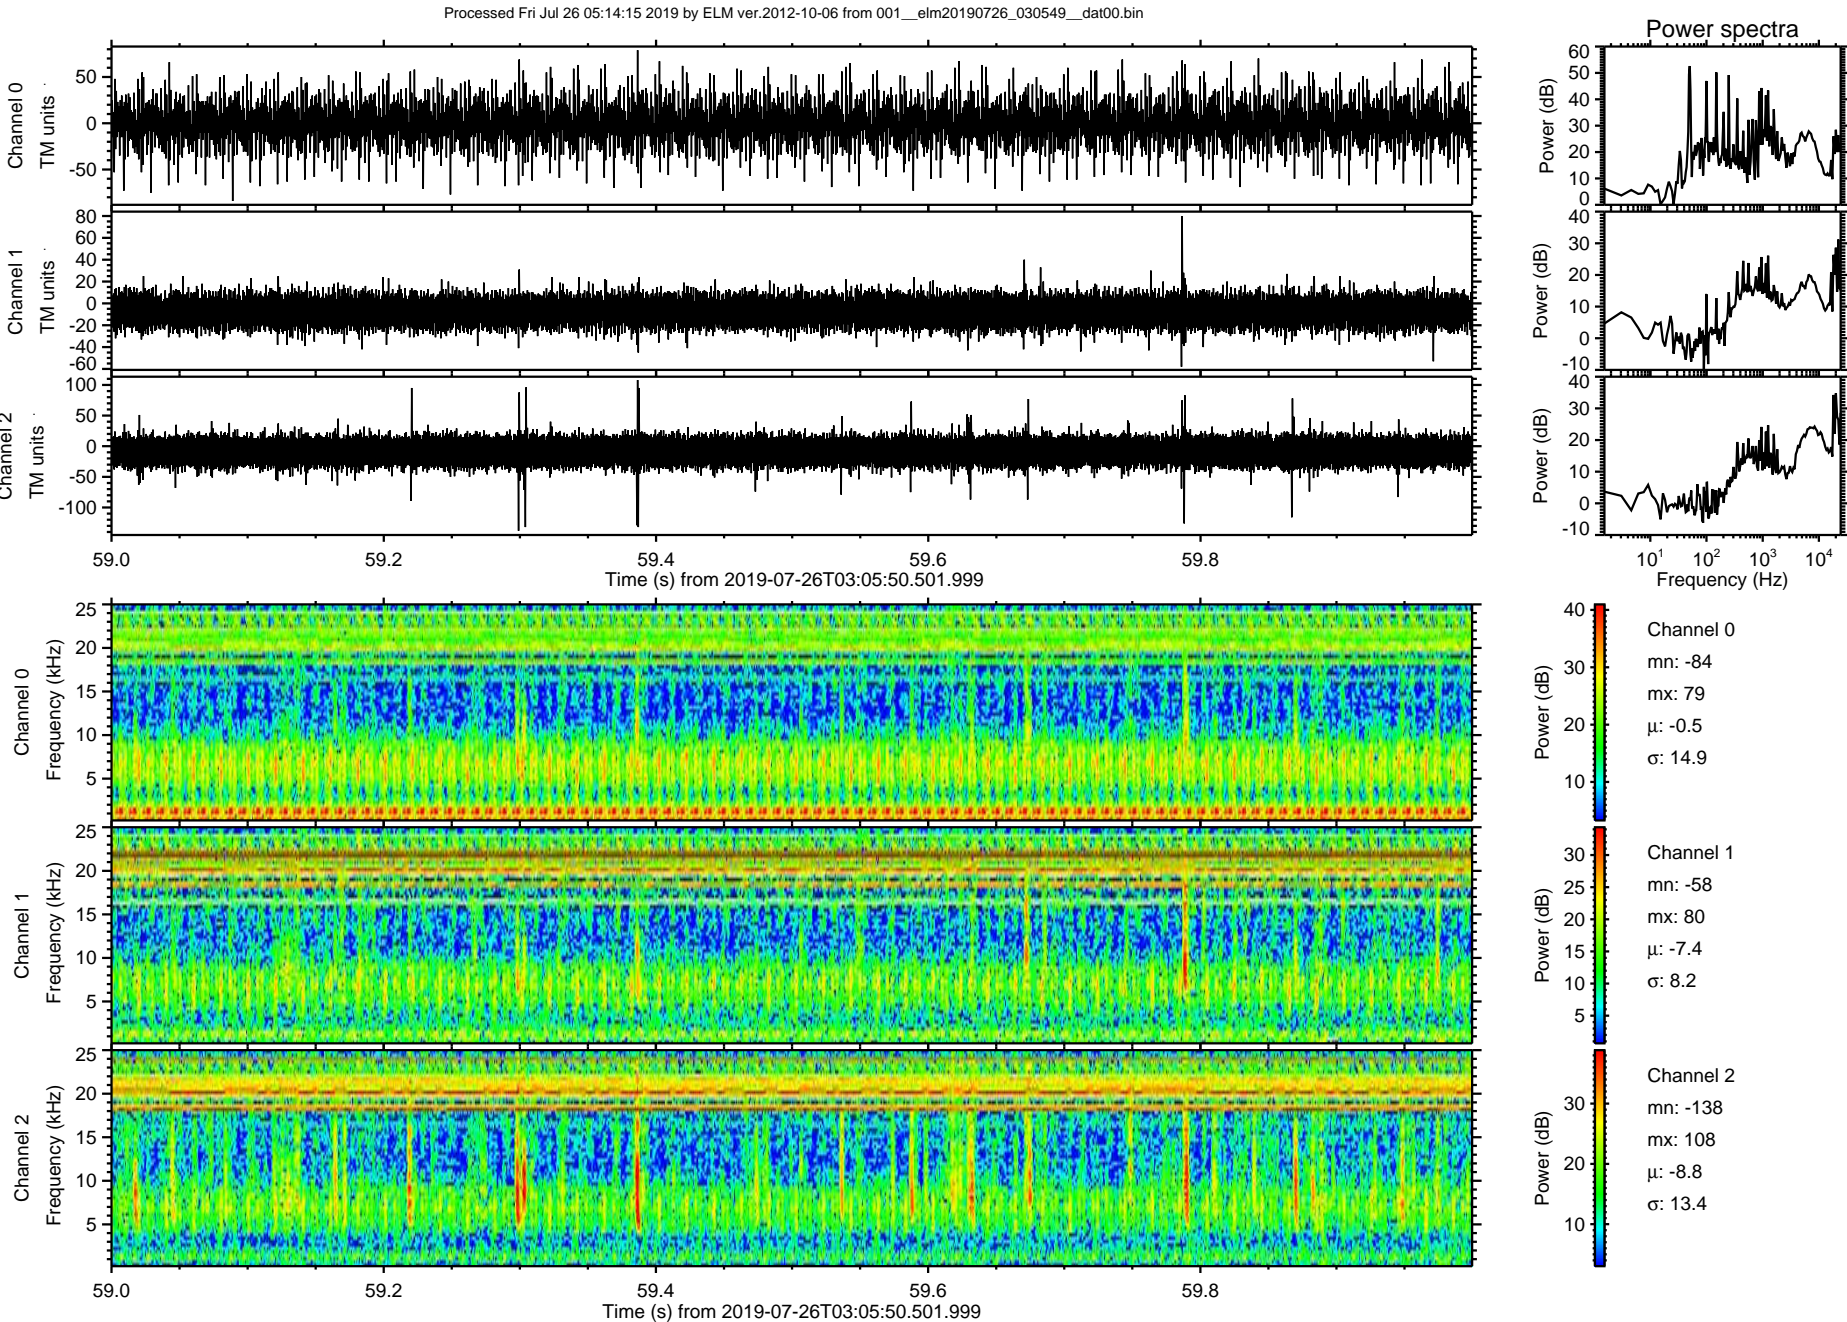 Processed Fri Jul 26 05:14:15 2019 by ELM ver.2012-10-06 from 001__elm20190726_030549__dat00.bin
Power spectra
Channel 0
TM units
50
0
-50
Power (dB)
60
50
40
30
20
10
0
Channel 1
TM units
80
60
40
20
0
-20
-40
-60
Power (dB)
40
30
20
10
0
-10
Channel 2
TM units
100
50
0
-50
-100
Power (dB)
40
30
20
10
0
-10
59.0 59.2 59.4 59.6 59.8
Time (s) from 2019-07-26T03:05:50.501.999
10^1 10^2 10^3 10^4
Frequency (Hz)
Channel 0
Frequency (kHz)
25
20
15
10
5
Power (dB)
40
30
20
10
Channel 0
mn: -84
mx: 79
μ: -0.5
σ: 14.9
Channel 1
Frequency (kHz)
25
20
15
10
5
Power (dB)
30
25
20
15
10
5
Channel 1
mn: -58
mx: 80
μ: -7.4
σ: 8.2
Channel 2
Frequency (kHz)
25
20
15
10
5
Power (dB)
30
20
10
Channel 2
mn: -138
mx: 108
μ: -8.8
σ: 13.4
59.0 59.2 59.4 59.6 59.8
Time (s) from 2019-07-26T03:05:50.501.999